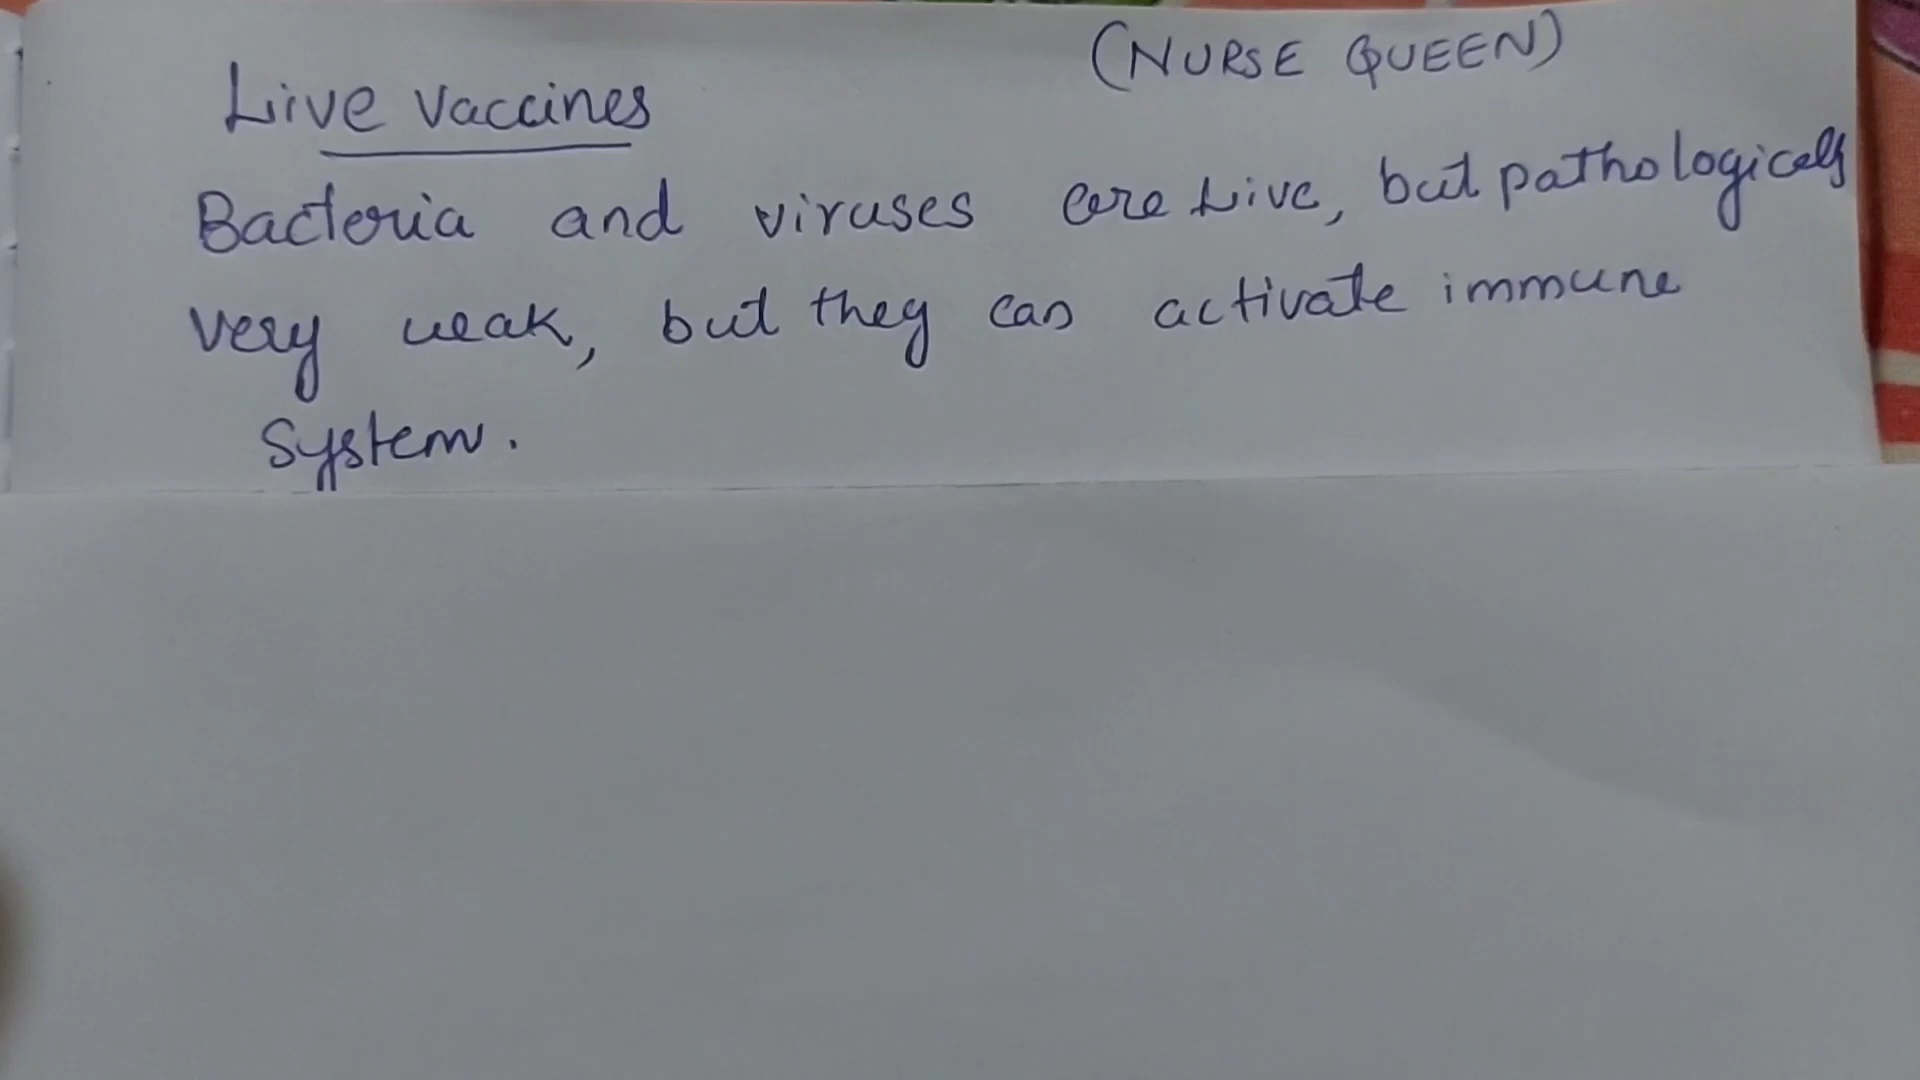 (NURSE QUEEN)
Live vaccines
Bacteria and viruses are Live, but pathologically
very weak, but they can activate immune
system.